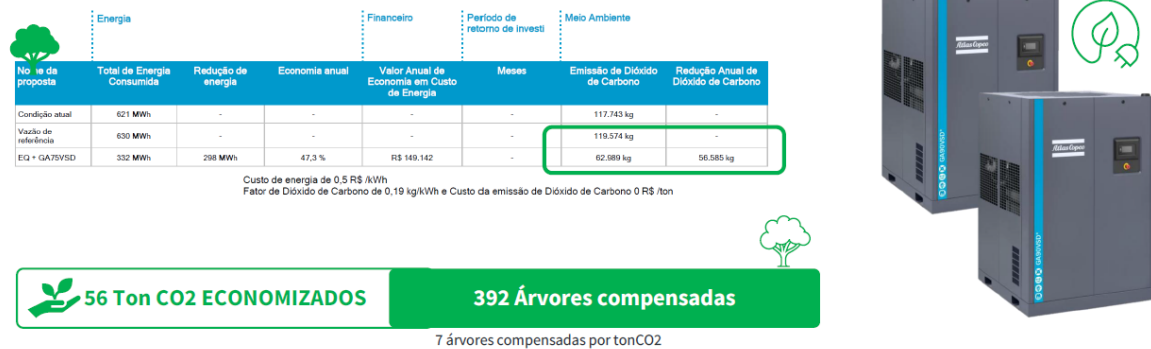 Energia
Financeiro
Período de
retorno de investi
Meio Ambiente
No e da
proposta
Total de Energia
Consumida
Redução de
energia
Economia anual
Valor Anual de
Economia em Custo
de Energia
Meses
Emissão de Dióxido
de Carbono
Redução Anual de
Dióxido de Carbono
Condição atual 621 MWh - - - - 117.743 kg -
Vazão de
referência
630 MWh - - - - 119.574 kg -
EQ + GA75VSD 332 MWh 298 MWh 47,3 % R$ 149.142 - 62.989 kg 56.585 kg
Custo de energia de 0,5 R$ /kWh
Fator de Dióxido de Carbono de 0,19 kg/kWh e Custo da emissão de Dióxido de Carbono 0 R$ /ton
56 Ton CO2 ECONOMIZADOS
392 Árvores compensadas
7 árvores compensadas por tonCO2
Atlas Copco
Atlas Copco
GA90VSD+
GA90VSD+